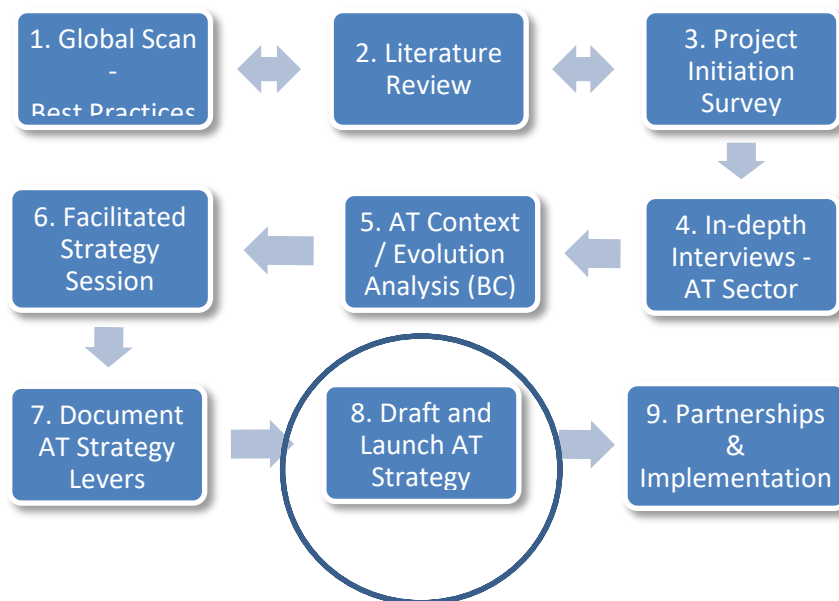 1. Global Scan
-
Best Practices
2. Literature
Review
3. Project
Initiation
Survey
4. In-depth
Interviews -
AT Sector
5. AT Context
/ Evolution
Analysis (BC)
6. Facilitated
Strategy
Session
7. Document
AT Strategy
Levers
8. Draft and
Launch AT
Strategy
9. Partnerships
&
Implementation